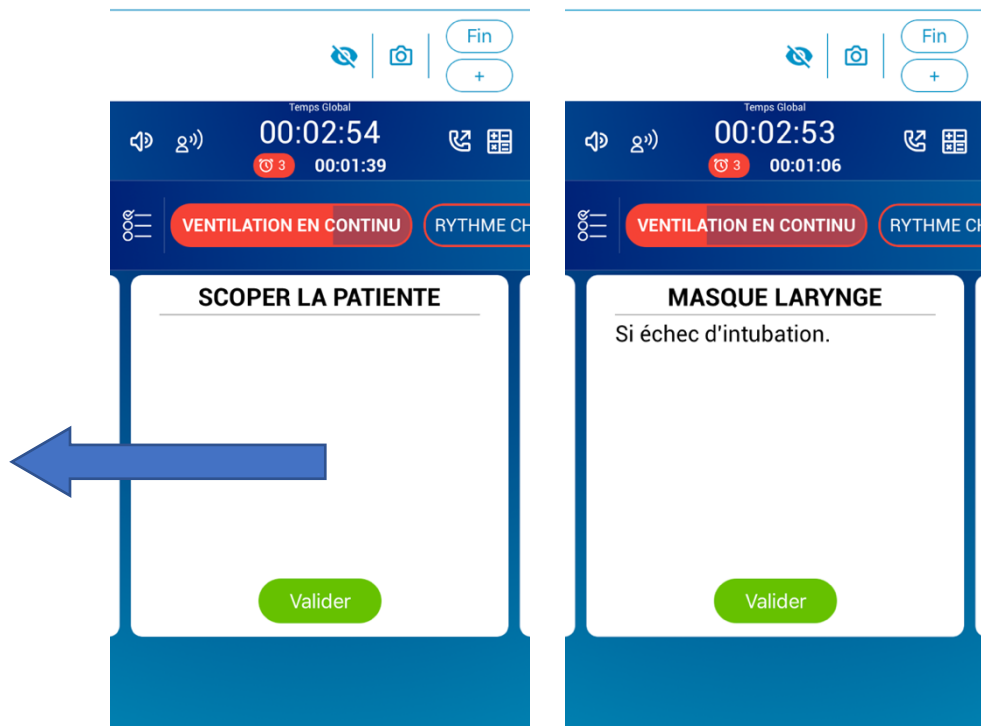 Fin
+
Temps Global
00:02:54
3 00:01:39
VENTILATION EN CONTINU
RYTHME CH
SCOPER LA PATIENTE
Valider
Fin
+
Temps Global
00:02:53
3 00:01:06
VENTILATION EN CONTINU
RYTHME CH
MASQUE LARYNGE
Si échec d'intubation.
Valider